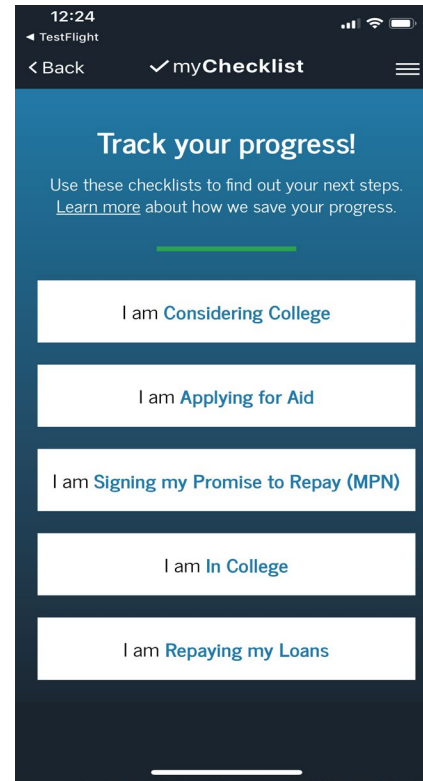 12:24
◀ TestFlight
< Back myChecklist
Track your progress!
Use these checklists to find out your next steps.
Learn more about how we save your progress.
I am Considering College
I am Applying for Aid
I am Signing my Promise to Repay (MPN)
I am In College
I am Repaying my Loans